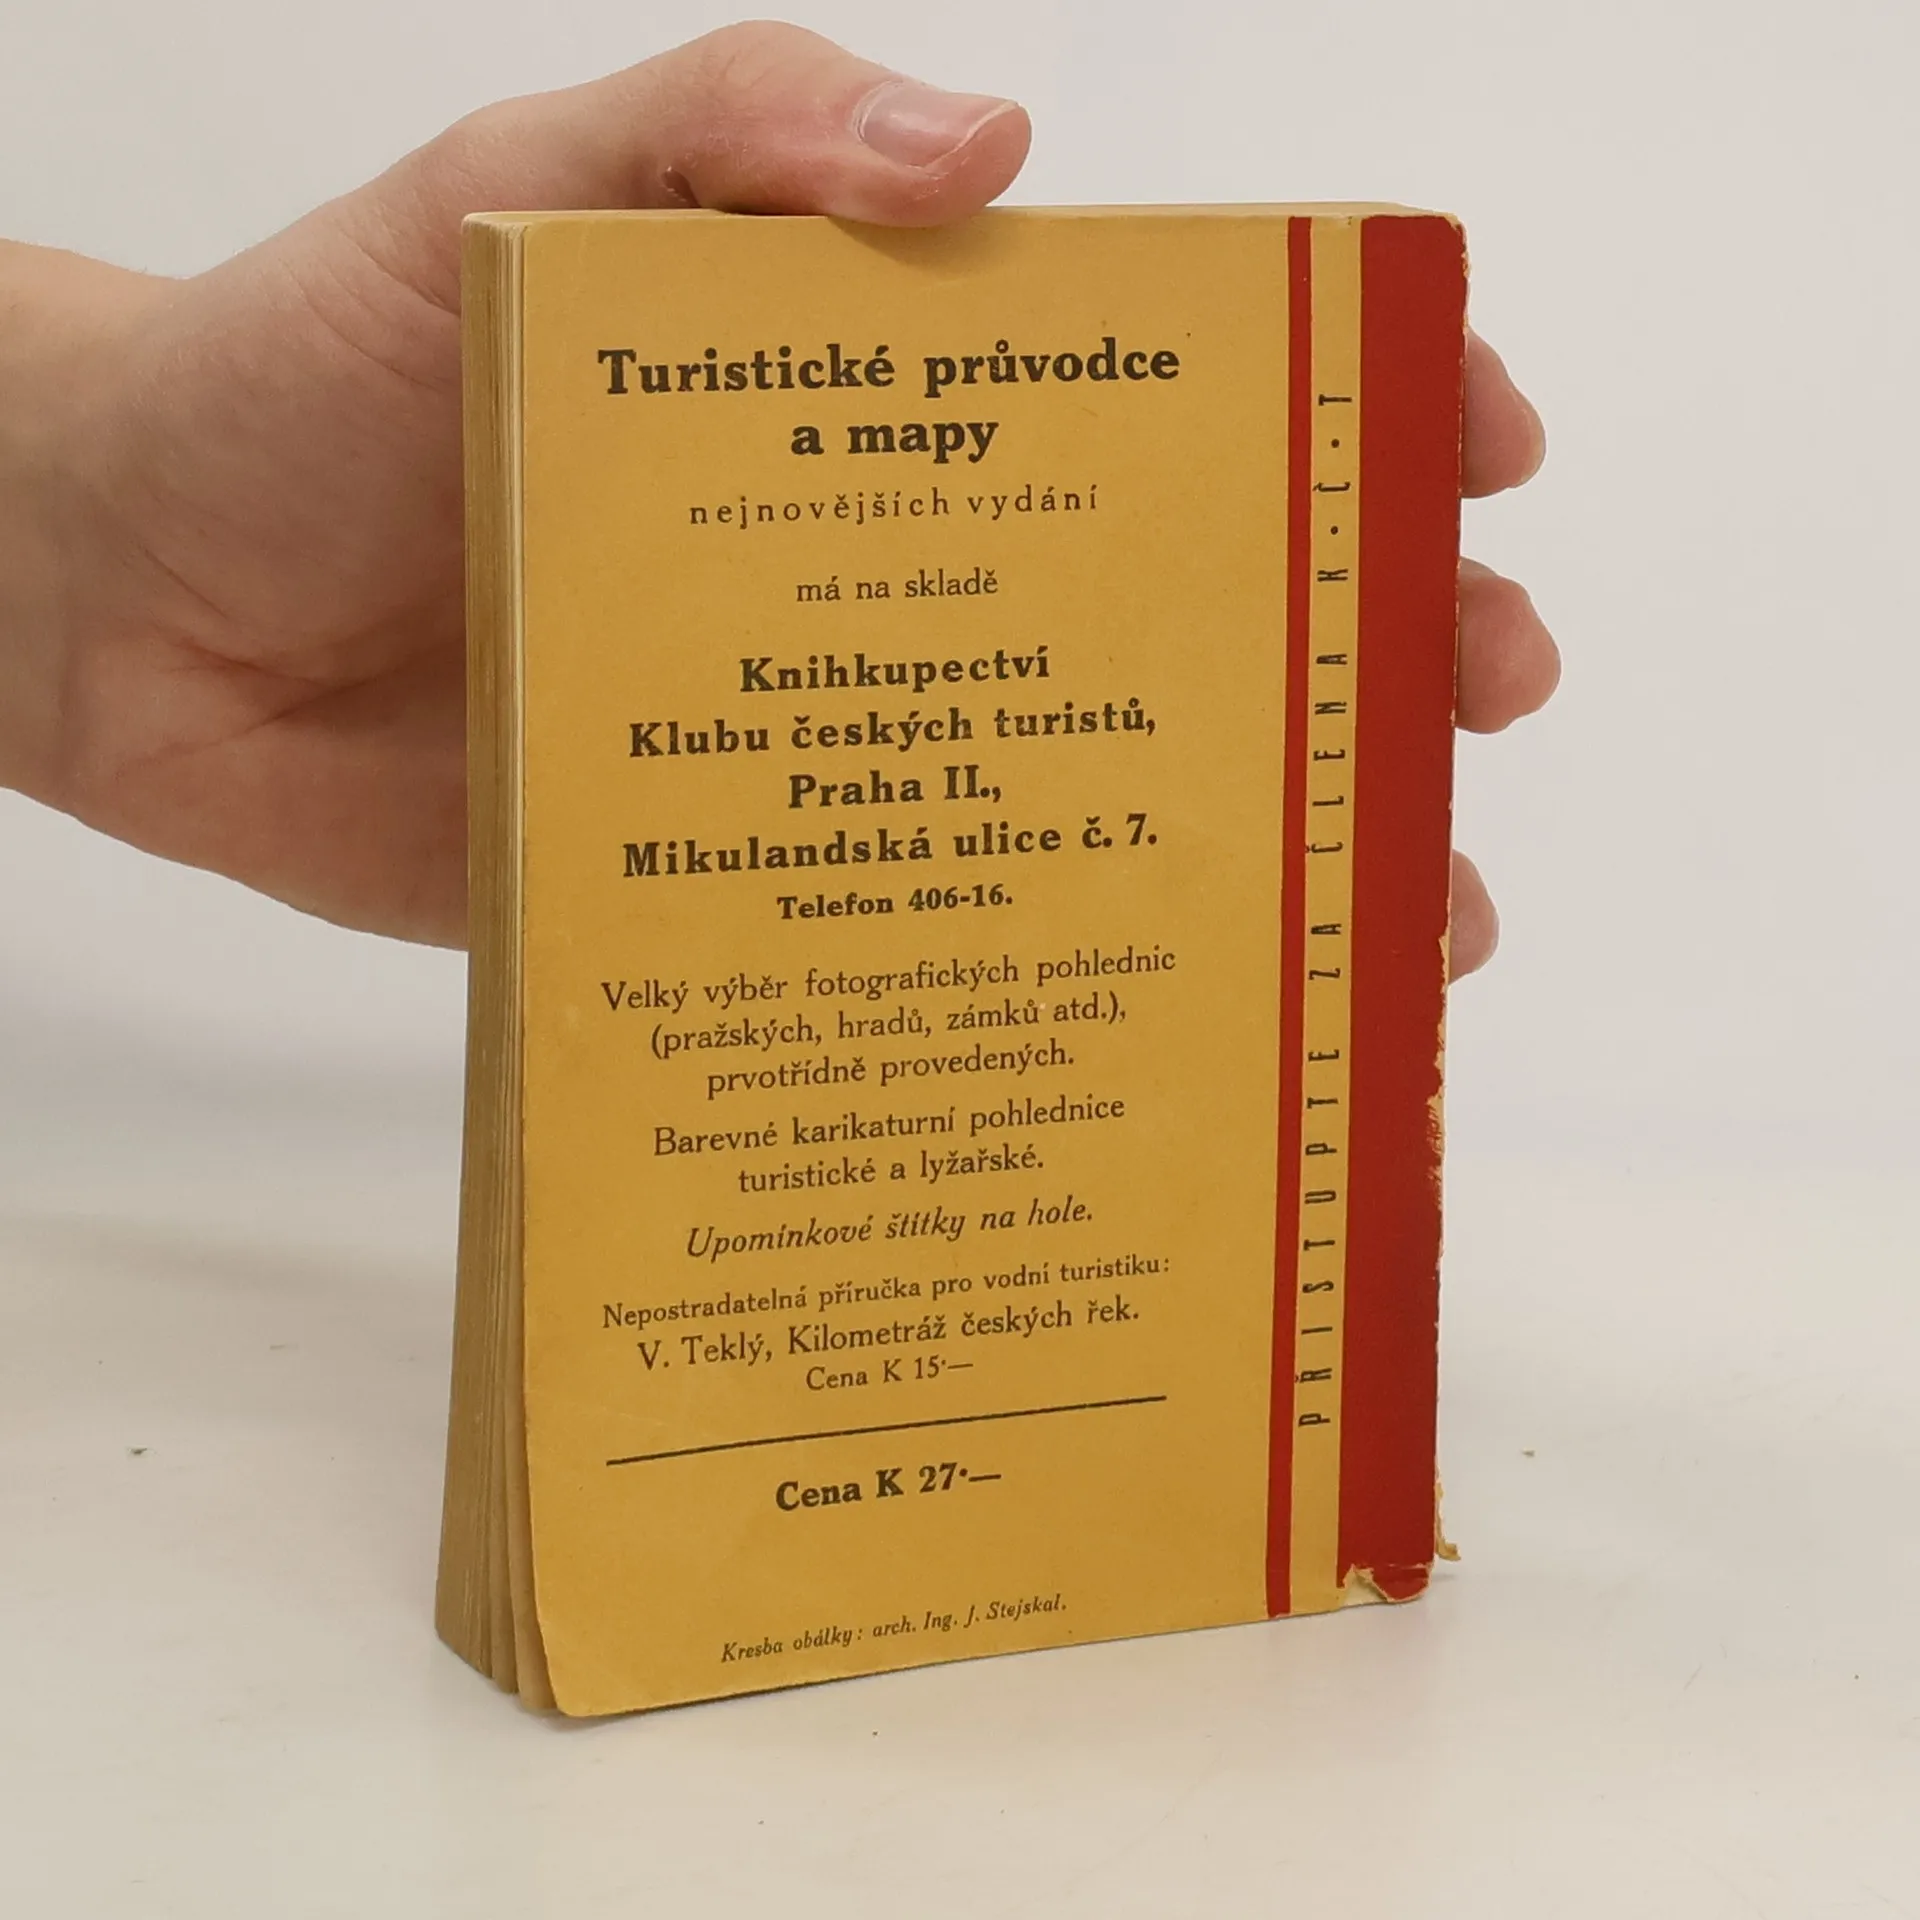 Turistické průvodce
a mapy
nejnovějších vydání
má na skladě
Knihkupectví
Klubu českých turistů,
Praha II.,
Mikulandská ulice č. 7.
Telefon 406-16.
Velký výběr fotografických pohlednic
(pražských, hradů, zámků atd.),
prvotřídně provedených.
Barevné karikaturní pohlednice
turistické a lyžařské.
Upomínkové štítky na hole.
Nepostradatelná příručka pro vodní turistiku:
V. Teklý, Kilometráž českých řek.
Cena K 15·—
Cena K 27·—
Kresba obálky: arch. Ing. J. Stejskal.
PŘISTUPTE ZA ČLENA K·Č·T